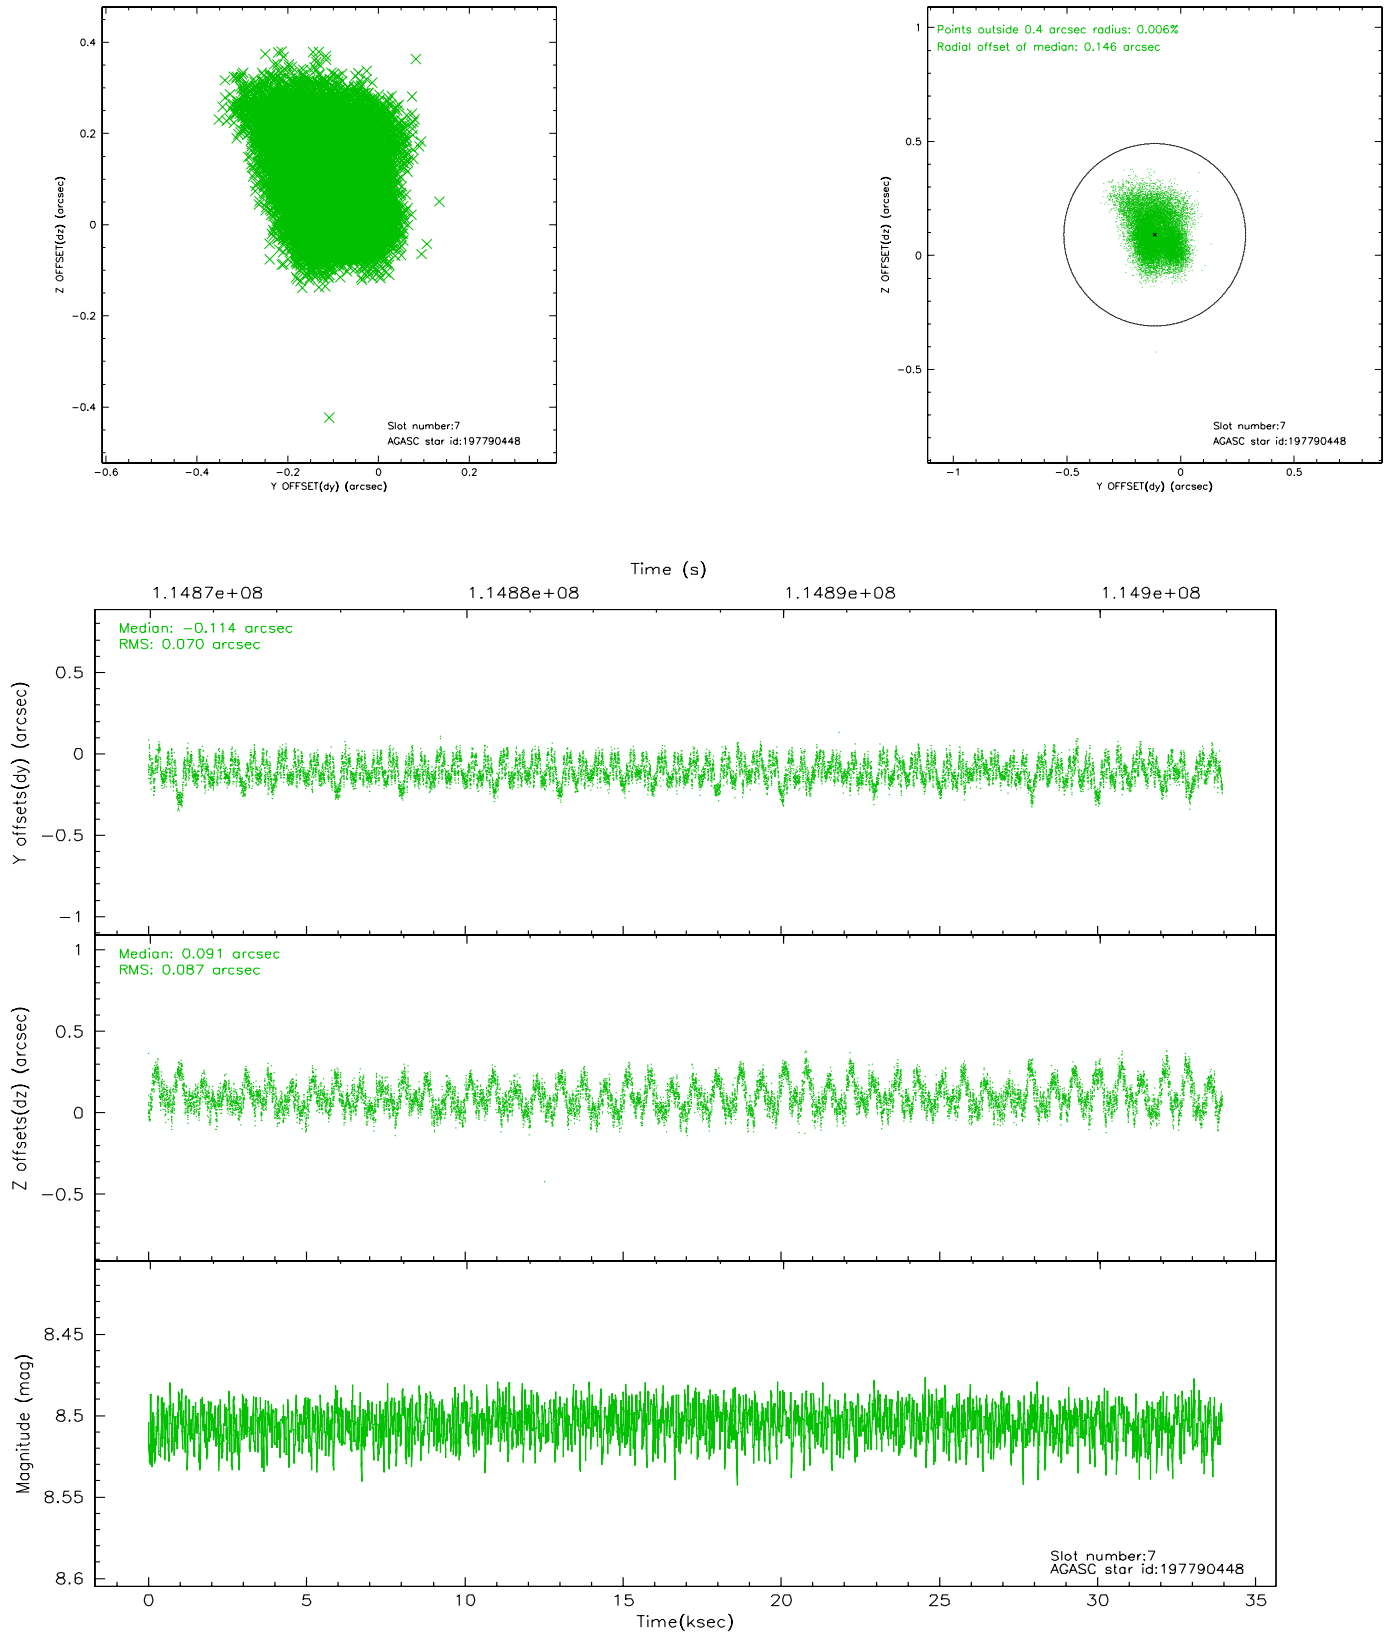 0.4
0.2
0
−0.2
−0.4
Z OFFSET(dz) (arcsec)
Slot number:7
AGASC star id:197790448
−0.6 −0.4 −0.2 0 0.2
Y OFFSET(dy) (arcsec)
Points outside 0.4 arcsec radius: 0.006%
Radial offset of median: 0.146 arcsec
1
0.5
0
−0.5
Z OFFSET(dz) (arcsec)
Slot number:7
AGASC star id:197790448
−1 −0.5 0 0.5
Y OFFSET(dy) (arcsec)
Time (s)
1.1487e+08 1.1488e+08 1.1489e+08 1.149e+08
Median: −0.114 arcsec
RMS: 0.070 arcsec
0.5
0
−0.5
−1
Y offsets(dy) (arcsec)
Median: 0.091 arcsec
RMS: 0.087 arcsec
1
0.5
0
−0.5
Z offsets(dz) (arcsec)
8.45
8.5
8.55
8.6
Magnitude (mag)
Slot number:7
AGASC star id:197790448
0 5 10 15 20 25 30 35
Time(ksec)